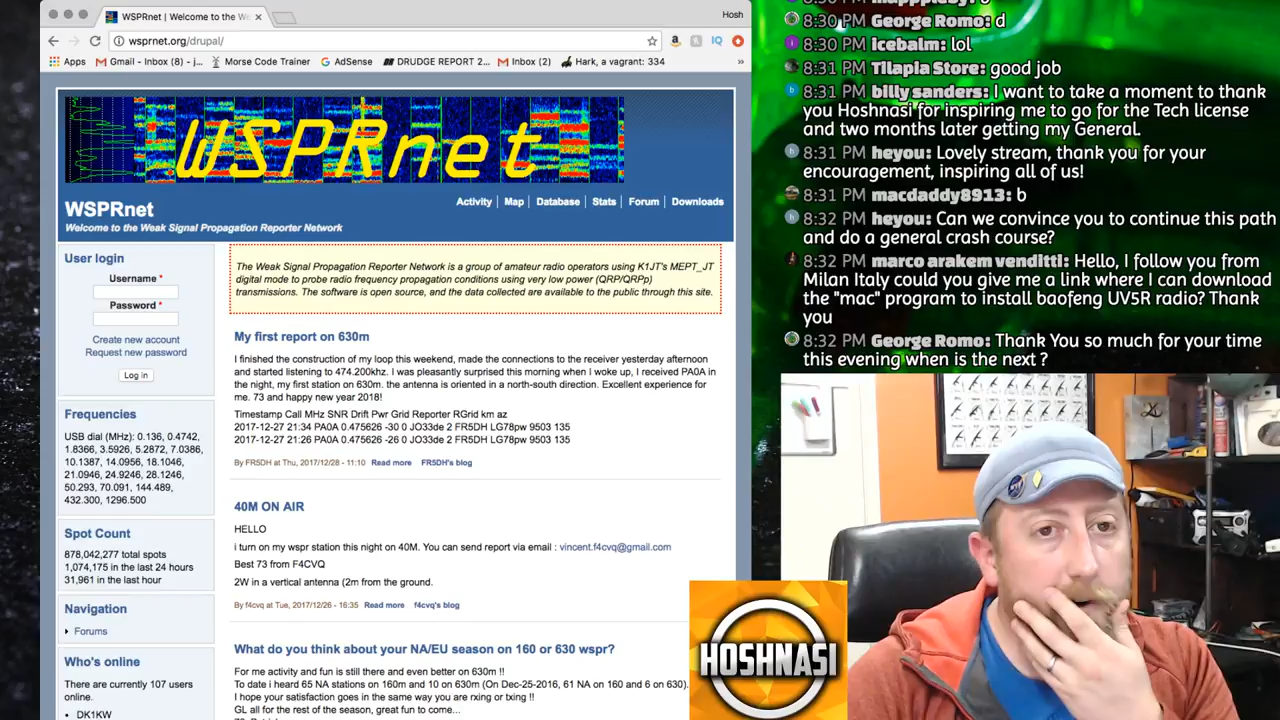 WSPRnet | Welcome to the We
Hosh
wsprnet.org/drupal/
Apps
Gmail - Inbox (8) - j...
Morse Code Trainer
AdSense
DRUDGE REPORT 2...
Inbox (2)
Hark, a vagrant: 334
»
WSPRnet
Activity | Map | Database | Stats | Forum | Downloads
WSPRnet
Welcome to the Weak Signal Propagation Reporter Network
User login
Username *
Password *
Create new account
Request new password
Log in
Frequencies
USB dial (MHz): 0.136, 0.4742,
1.8366, 3.5926, 5.2872, 7.0386,
10.1387, 14.0956, 18.1046,
21.0946, 24.9246, 28.1246,
50.293, 70.091, 144.489,
432.300, 1296.500
Spot Count
878,042,277 total spots
1,074,175 in the last 24 hours
31,961 in the last hour
Navigation
Forums
Who's online
There are currently 107 users
online.
DK1KW
The Weak Signal Propagation Reporter Network is a group of amateur radio operators using K1JT's MEPT_JT
digital mode to probe radio frequency propagation conditions using very low power (QRP/QRPp)
transmissions. The software is open source, and the data collected are available to the public through this site.
My first report on 630m
I finished the construction of my loop this weekend, made the connections to the receiver yesterday afternoon
and started listening to 474.200khz. I was pleasantly surprised this morning when I woke up, I received PA0A in
the night, my first station on 630m. the antenna is oriented in a north-south direction. Excellent experience for
me. 73 and happy new year 2018!
Timestamp Call MHz SNR Drift Pwr Grid Reporter RGrid km az
2017-12-27 21:34 PA0A 0.475626 -30 0 JO33de 2 FR5DH LG78pw 9503 135
2017-12-27 21:26 PA0A 0.475626 -26 0 JO33de 2 FR5DH LG78pw 9503 135
By FR5DH at Thu, 2017/12/28 - 11:10 Read more FR5DH's blog
40M ON AIR
HELLO
i turn on my wspr station this night on 40M. You can send report via email : vincent.f4cvq@gmail.com
Best 73 from F4CVQ
2W in a vertical antenna (2m from the ground.
By f4cvq at Tue, 2017/12/26 - 16:35 Read more f4cvq's blog
What do you think about your NA/EU season on 160 or 630 wspr?
For me activity and fun is still there and even better on 630m !!
To date i heard 65 NA stations on 160m and 10 on 630m (On Dec-25-2016, 61 NA on 160 and 6 on 630).
I hope your satisfaction goes in the same way you are rxing or txing !!
GL all for the rest of the season, great fun to come...
8:30 PM George Romo: d
8:30 PM icebalm: lol
8:31 PM Tilapia Store: good job
8:31 PM billy sanders: I want to take a moment to thank
you Hoshnasi for inspiring me to go for the Tech license
and two months later getting my General.
8:31 PM heyou: Lovely stream, thank you for your
encouragement, inspiring all of us!
8:31 PM macdaddy8913: b
8:32 PM heyou: Can we convince you to continue this path
and do a general crash course?
8:32 PM marco arakem venditti: Hello, I follow you from
Milan Italy could you give me a link where I can download
the "mac" program to install baofeng UV5R radio? Thank
you
8:32 PM George Romo: Thank You so much for your time
this evening when is the next ?
HOSHNASI